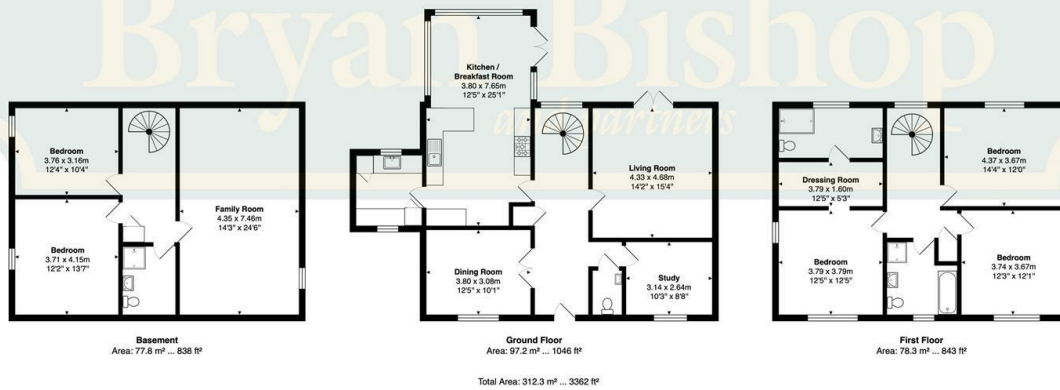 Bryan Bishop
and partners
Kitchen /
Breakfast Room
3.80 x 7.65m
12'5" x 25'1"
Bedroom
3.76 x 3.16m
12'4" x 10'4"
Family Room
4.35 x 7.46m
14'3" x 24'6"
Bedroom
3.71 x 4.15m
12'2" x 13'7"
Living Room
4.33 x 4.68m
14'2" x 15'4"
Dining Room
3.80 x 3.08m
12'5" x 10'1"
Study
3.14 x 2.64m
10'3" x 8'8"
Bedroom
4.37 x 3.67m
14'4" x 12'0"
Dressing Room
3.79 x 1.60m
12'5" x 5'3"
Bedroom
3.79 x 3.79m
12'5" x 12'5"
Bedroom
3.74 x 3.67m
12'3" x 12'1"
Basement
Area: 77.8 m² ... 838 ft²
Ground Floor
Area: 97.2 m² ... 1046 ft²
First Floor
Area: 78.3 m² ... 843 ft²
Total Area: 312.3 m² ... 3362 ft²